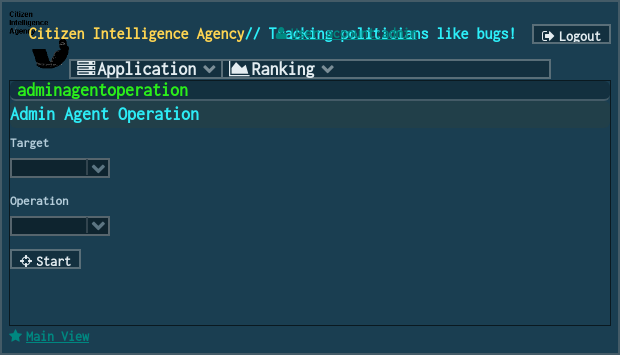 Citizen
Intelligence
Agency
Citizen Intelligence Agency// Tracking politicians like bugs!
Logout
Application
Ranking
adminagentoperation
Admin Agent Operation
Target
Operation
Start
Main View